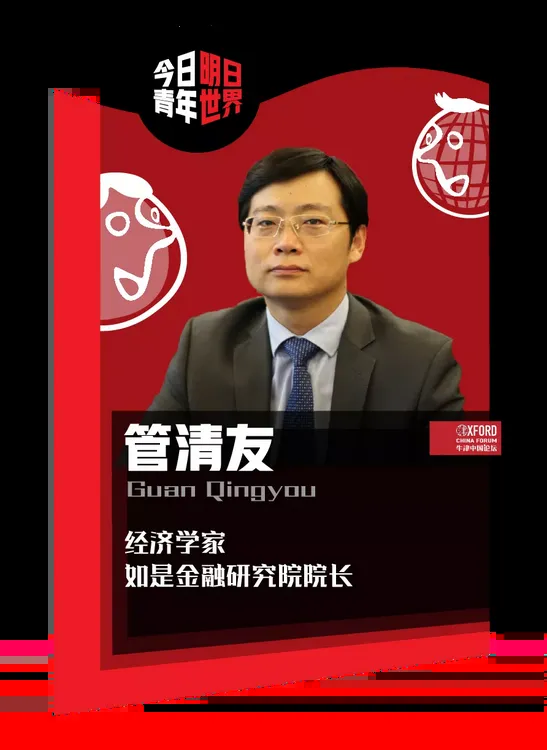 今日明日
青年世界
OXFORD
CHINA FORUM
牛津中国论坛
管清友
Guan Qingyou
经济学家
如是金融研究院院长